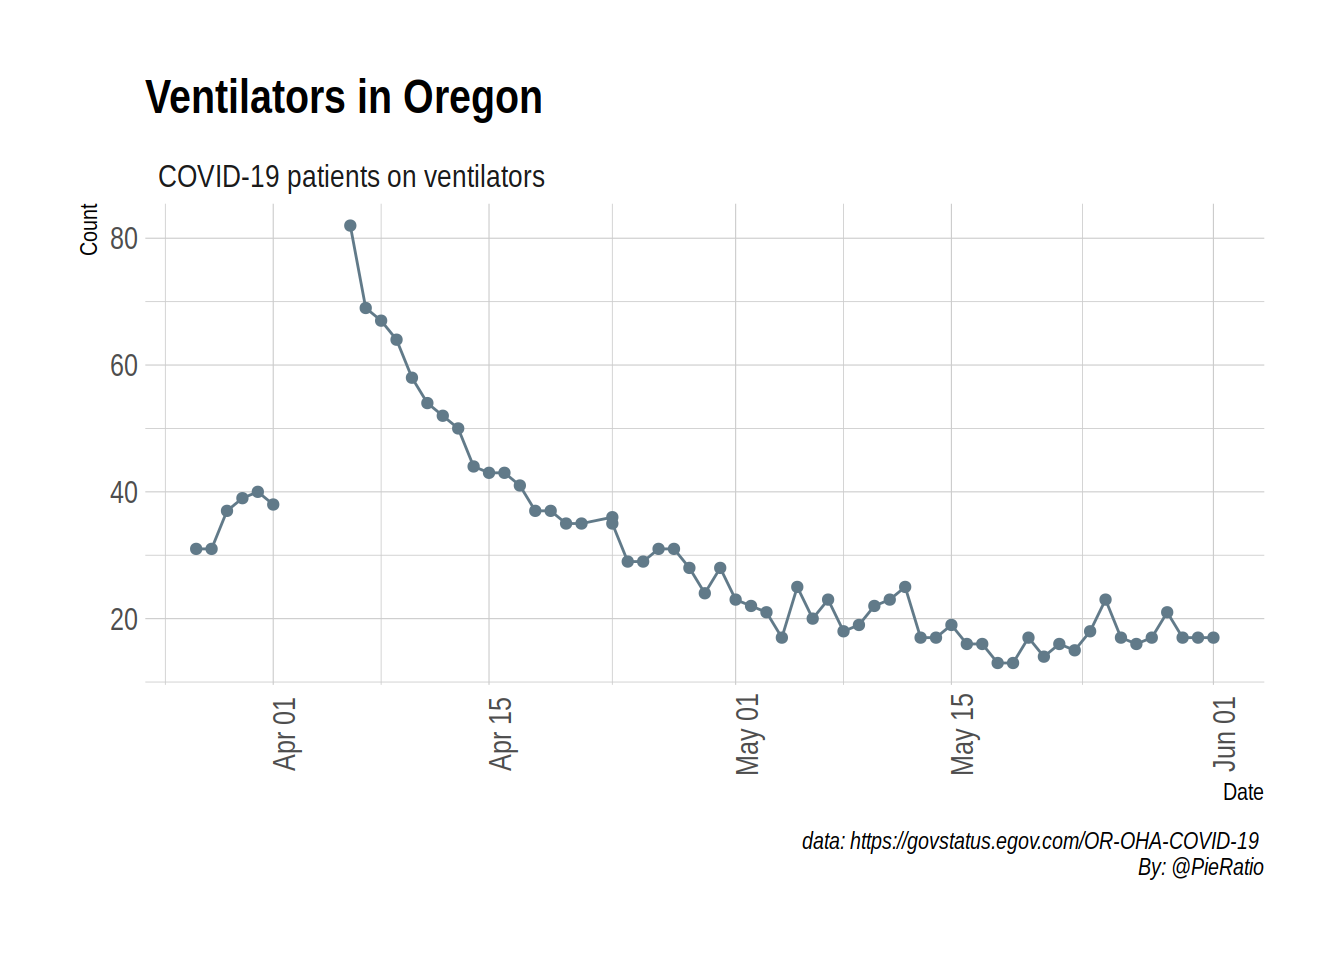 Ventilators in Oregon
COVID-19 patients on ventilators
Count
80
60
40
20
Apr 01
Apr 15
May 01
May 15
Jun 01
Date
data: https://govstatus.egov.com/OR-OHA-COVID-19
By: @PieRatio